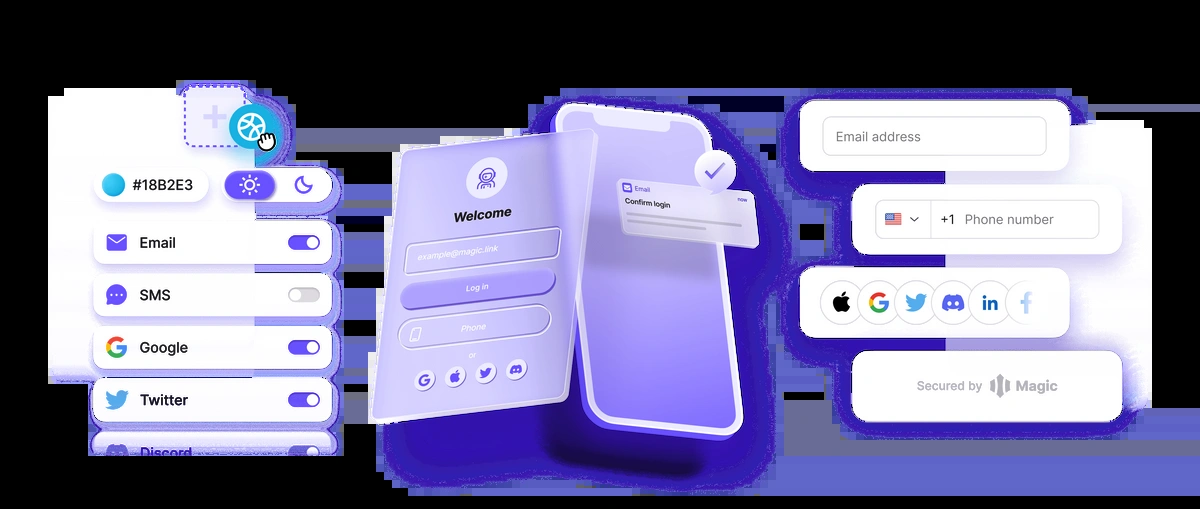 #18B2E3
Email
SMS
Google
Twitter
Discord
Welcome
example@magic.link
Log in
Phone
or
Email
now
Confirm login
Email address
+1 Phone number
in
Secured by Magic